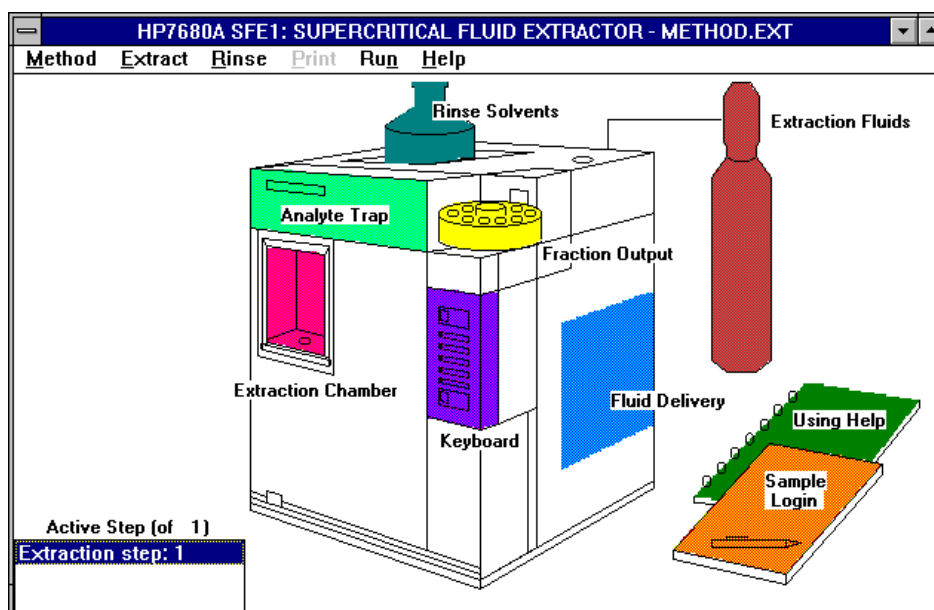 HP7680A SFE1: SUPERCRITICAL FLUID EXTRACTOR - METHOD.EXT
Method Extract Rinse Print Run Help
Rinse Solvents
Extraction Fluids
Analyte Trap
Fraction Output
Extraction Chamber
Fluid Delivery
Using Help
Keyboard
Sample
Login
Active Step (of 1)
Extraction step: 1